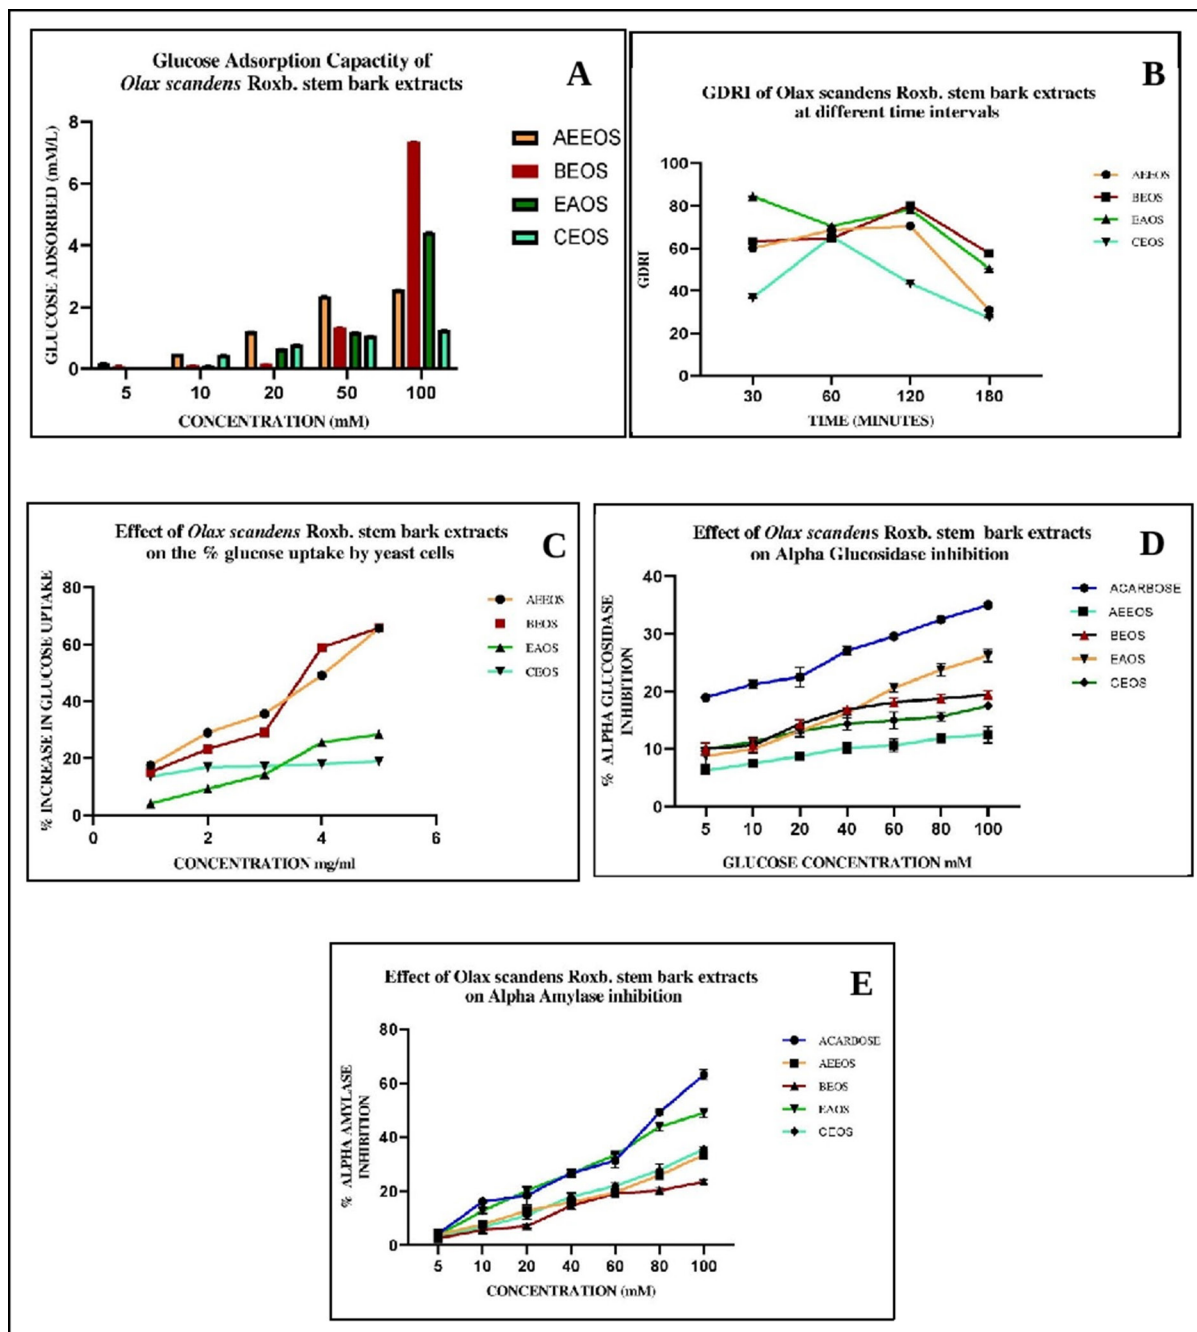 Glucose Adsorption Capactity of
Olax scandens Roxb. stem bark extracts
A
GLUCOSE ADSORBED (mM/L)
8
6
4
2
0
5 10 20 50 100
CONCENTRATION (mM)
AEEOS
BEOS
EAOS
CEOS
B
GDRI of Olax scandens Roxb. stem bark extracts
at different time intervals
GDRI
100
80
60
40
20
0
30 60 120 180
TIME (MINUTES)
AEEOS
BEOS
EAOS
CEOS
Effect of Olax scandens Roxb. stem bark extracts
on the % glucose uptake by yeast cells
C
% INCREASE IN GLUCOSE UPTAKE
80
60
40
20
0
0 2 4 6
CONCENTRATION mg/ml
AEEOS
BEOS
EAOS
CEOS
Effect of Olax scandens Roxb. stem bark extracts
on Alpha Glucosidase inhibition
D
% ALPHA GLUCOSIDASE
INHIBITION
40
30
20
10
0
5 10 20 40 60 80 100
GLUCOSE CONCENTRATION mM
ACARBOSE
AEEOS
BEOS
EAOS
CEOS
Effect of Olax scandens Roxb. stem bark extracts
on Alpha Amylase inhibition
E
% ALPHA AMYLASE
INHIBITION
80
60
40
20
0
5 10 20 40 60 80 100
CONCENTRATION (mM)
ACARBOSE
AEEOS
BEOS
EAOS
CEOS